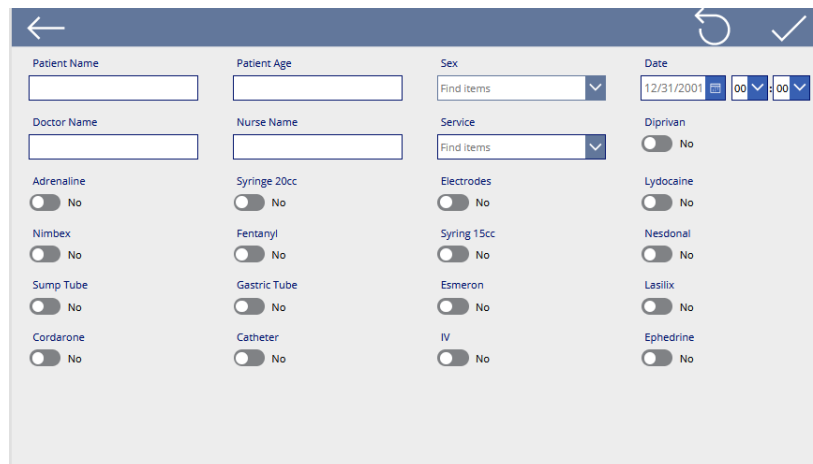 Patient Name Patient Age Sex Date
Find items 12/31/2001 00 : 00
Doctor Name Nurse Name Service Diprivan
Find items No
Adrenaline Syringe 20cc Electrodes Lydocaine
No No No No
Nimbex Fentanyl Syring 15cc Nesdonal
No No No No
Sump Tube Gastric Tube Esmeron Lasilix
No No No No
Cordarone Catheter IV Ephedrine
No No No No